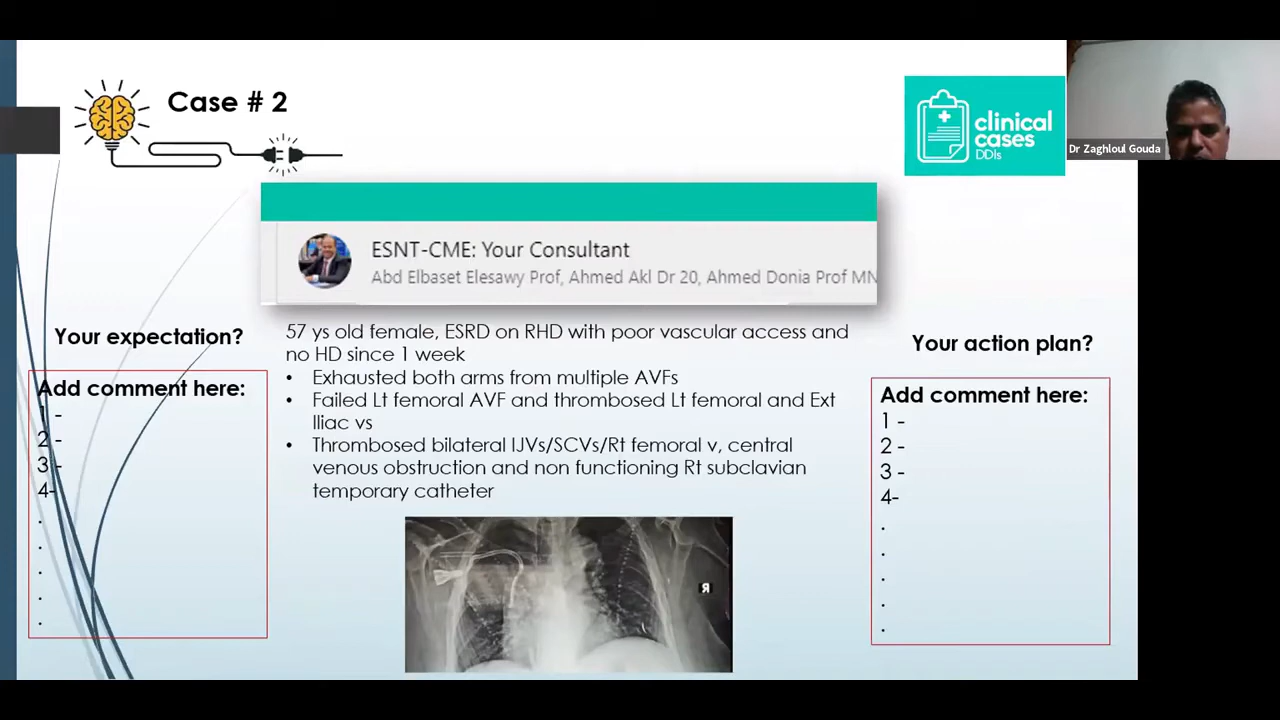 Case # 2
clinical
cases
DDIs
Dr Zaghloul Gouda
ESNT-CME: Your Consultant
Abd Elbaset Elesawy Prof, Ahmed Akl Dr 20, Ahmed Donia Prof MN
Your expectation?
Add comment here:
1 -
2 -
3 -
4-
.
.
.
.
.
57 ys old female, ESRD on RHD with poor vascular access and
no HD since 1 week
• Exhausted both arms from multiple AVFs
• Failed Lt femoral AVF and thrombosed Lt femoral and Ext
Iliac vs
• Thrombosed bilateral IJVs/SCVs/Rt femoral v, central
venous obstruction and non functioning Rt subclavian
temporary catheter
R
Your action plan?
Add comment here:
1 -
2 -
3 -
4-
.
.
.
.
.